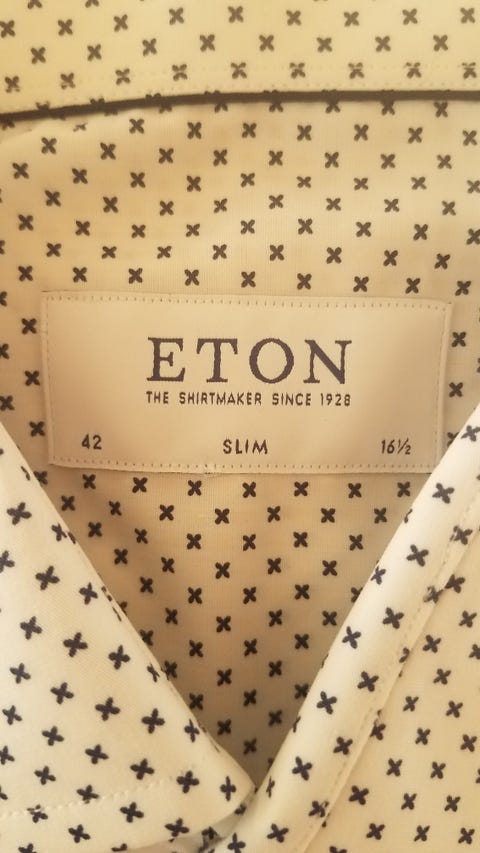 ETON
THE SHIRTMAKER SINCE 1928
42 SLIM 16½